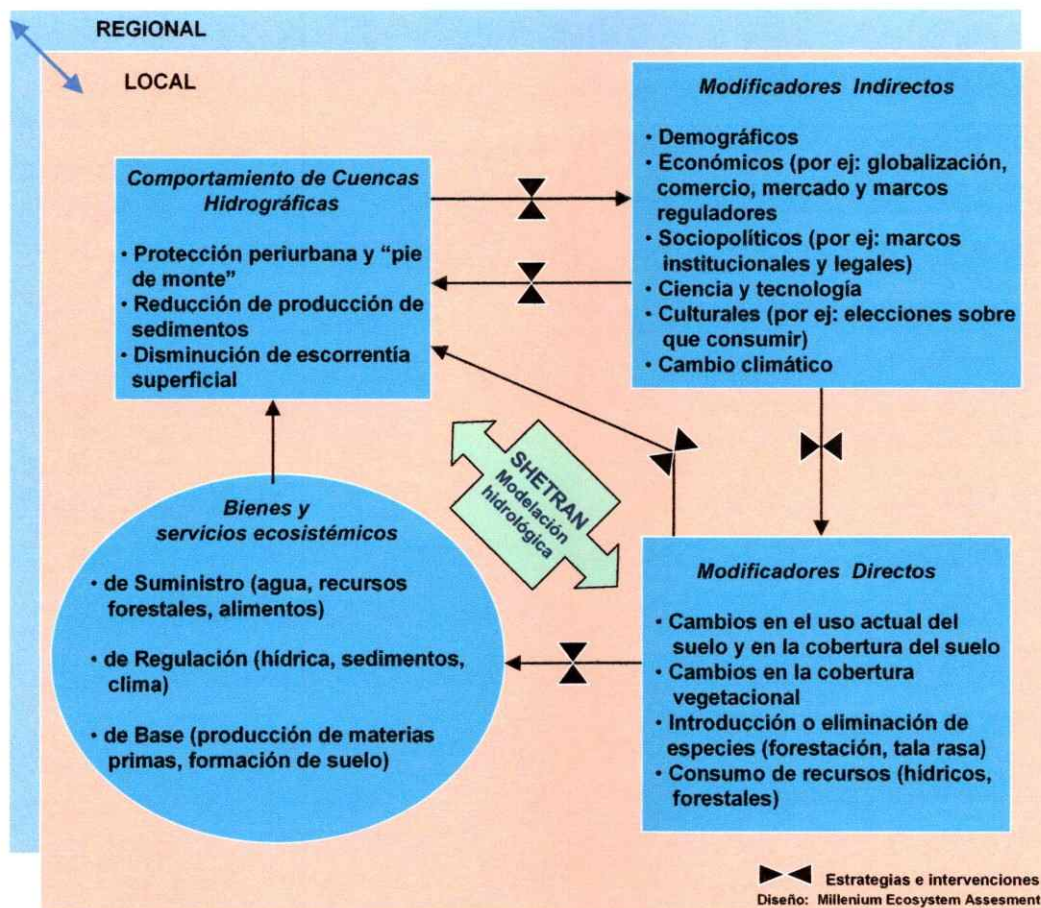 REGIONAL
LOCAL
Comportamiento de Cuencas
Hidrográficas
• Protección periurbana y “pie
de monte”
• Reducción de producción de
sedimentos
• Disminución de escorrentía
superficial
Modificadores Indirectos
• Demográficos
• Económicos (por ej: globalización,
comercio, mercado y marcos
reguladores
• Sociopolíticos (por ej: marcos
institucionales y legales)
• Ciencia y tecnología
• Culturales (por ej: elecciones sobre
que consumir)
• Cambio climático
SHETRAN
Modelación
hidrológica
Bienes y
servicios ecosistémicos
• de Suministro (agua, recursos
forestales, alimentos)
• de Regulación (hídrica, sedimentos,
clima)
• de Base (producción de materias
primas, formación de suelo)
Modificadores Directos
• Cambios en el uso actual del
suelo y en la cobertura del suelo
• Cambios en la cobertura
vegetacional
• Introducción o eliminación de
especies (forestación, tala rasa)
• Consumo de recursos (hídricos,
forestales)
Estrategias e intervenciones
Diseño: Millenium Ecosystem Assesment